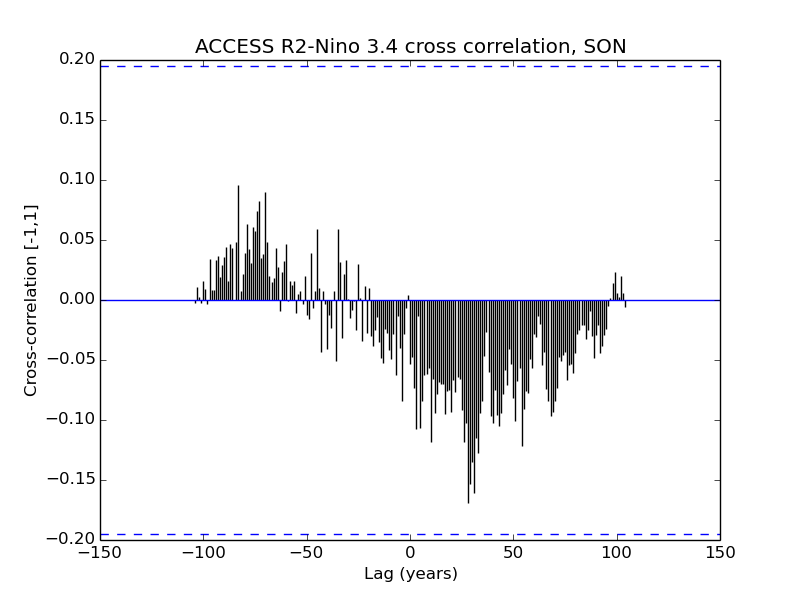 ACCESS R2-Nino 3.4 cross correlation, SON
0.20
0.15
0.10
0.05
0.00
−0.05
−0.10
−0.15
−0.20
Cross-correlation [-1,1]
−150 −100 −50 0 50 100 150
Lag (years)